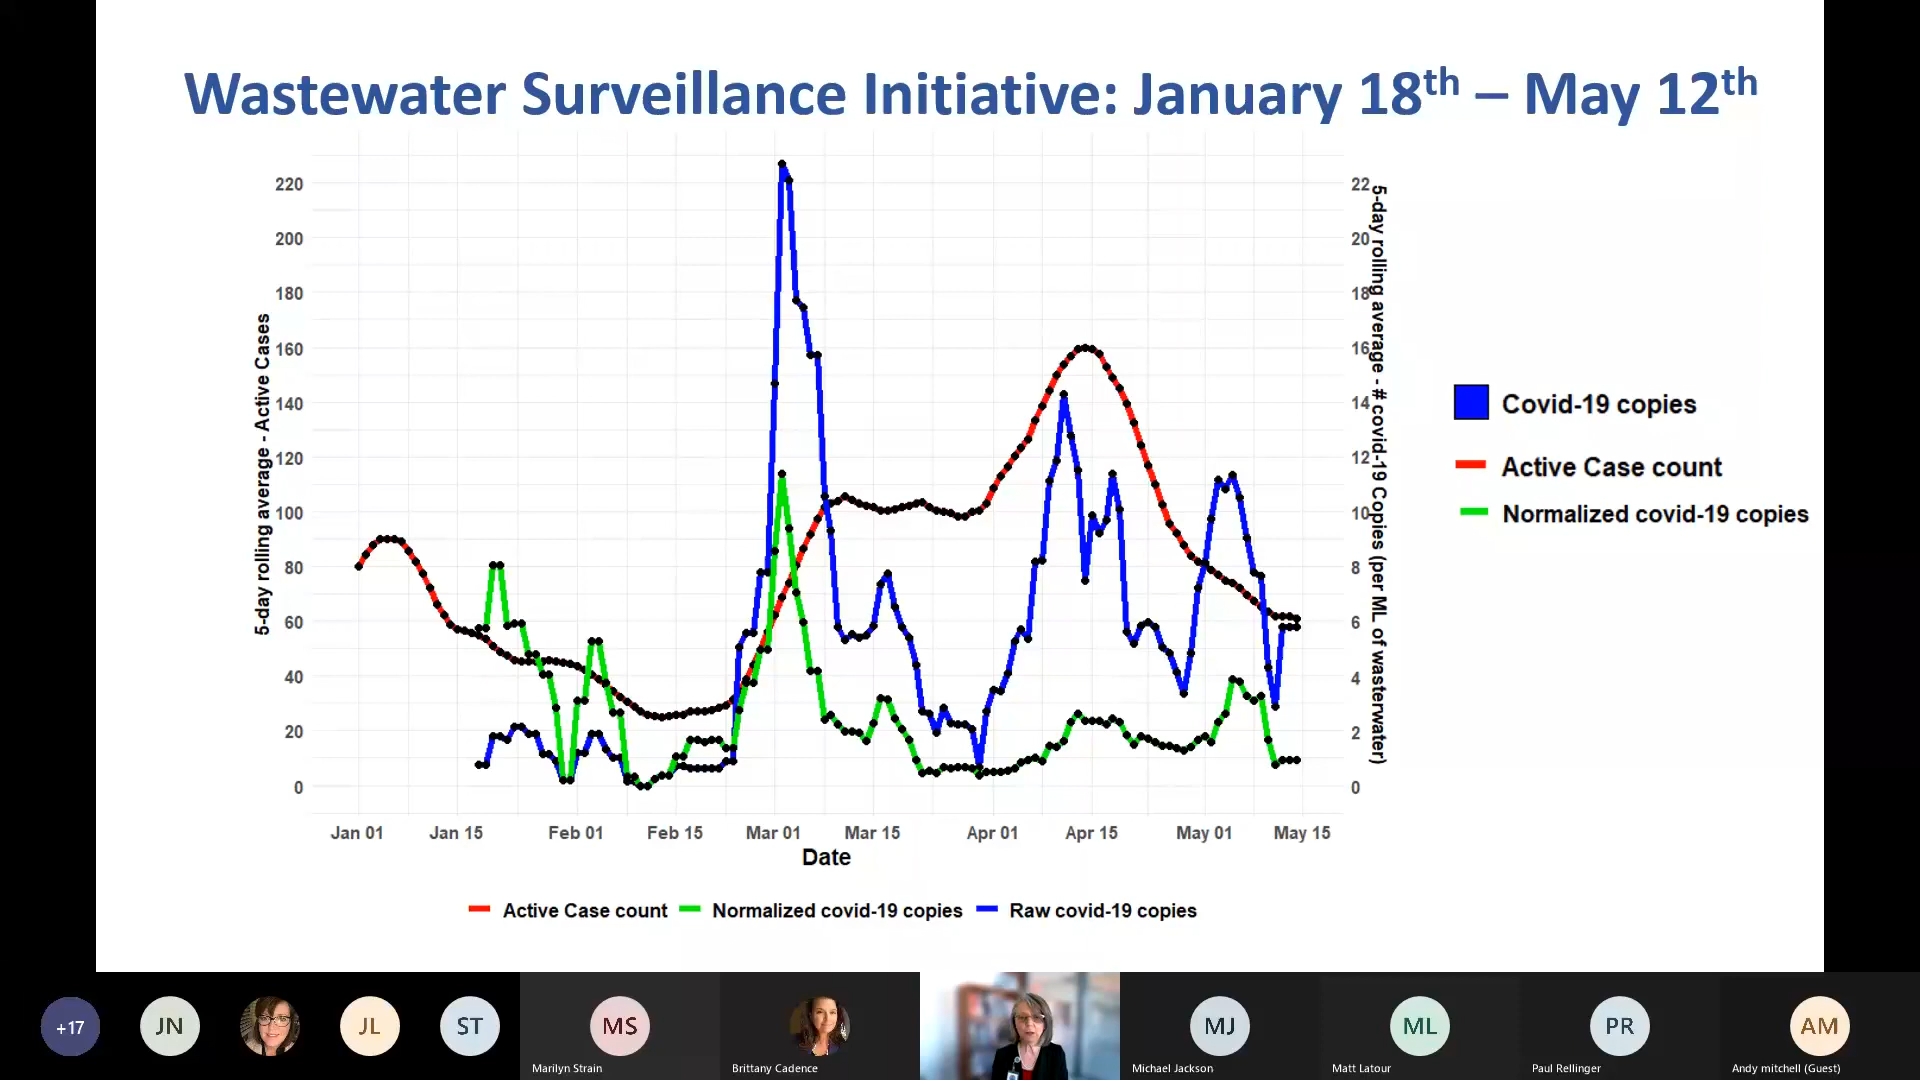 Wastewater Surveillance Initiative: January 18th – May 12th
220
200
180
160
140
120
100
80
60
40
20
0
5-day rolling average - Active Cases
22
20
18
16
14
12
10
8
6
4
2
0
5-day rolling average - # covid-19 Copies (per ML of wasterwater)
Jan 01 Jan 15 Feb 01 Feb 15 Mar 01 Mar 15 Apr 01 Apr 15 May 01 May 15
Date
Covid-19 copies
Active Case count
Normalized covid-19 copies
Active Case count Normalized covid-19 copies Raw covid-19 copies
+17 JN JL ST MS MJ ML PR AM
Marilyn Strain Brittany Cadence Michael Jackson Matt Latour Paul Rellinger Andy mitchell (Guest)